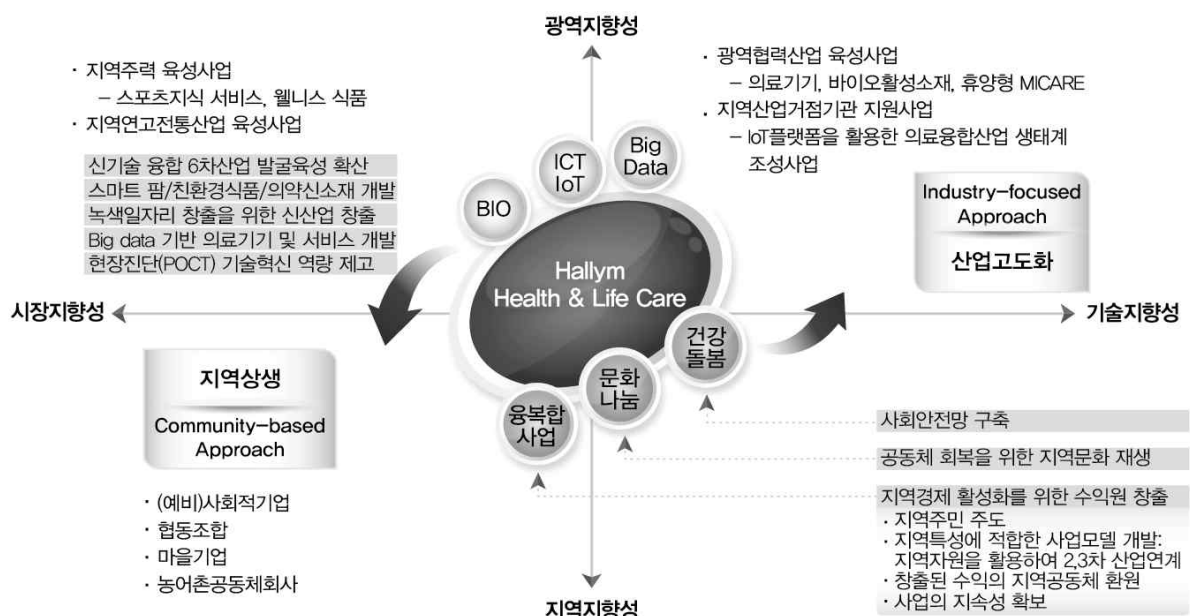 광역지향성
· 지역주력 육성사업
– 스포츠지식 서비스, 웰니스 식품
· 지역연고전통산업 육성사업
신기술 융합 6차산업 발굴육성 확산
스마트 팜/친환경식품/의약신소재 개발
녹색일자리 창출을 위한 신산업 창출
Big data 기반 의료기기 및 서비스 개발
현장진단(POCT) 기술혁신 역량 제고
· 광역협력산업 육성사업
– 의료기기, 바이오활성소재, 휴양형 MICARE
· 지역산업거점기관 지원사업
– IoT플랫폼을 활용한 의료융합산업 생태계
조성사업
BIO
ICT
IoT
Big
Data
Industry-focused
Approach
산업고도화
Hallym
Health & Life Care
시장지향성
기술지향성
지역상생
Community-based
Approach
건강
돌봄
문화
나눔
융복합
사업
· (예비)사회적기업
· 협동조합
· 마을기업
· 농어촌공동체회사
사회안전망 구축
공동체 회복을 위한 지역문화 재생
지역경제 활성화를 위한 수익원 창출
· 지역주민 주도
· 지역특성에 적합한 사업모델 개발:
지역자원을 활용하여 2,3차 산업연계
· 창출된 수익의 지역공동체 환원
· 사업의 지속성 확보
지역지향성